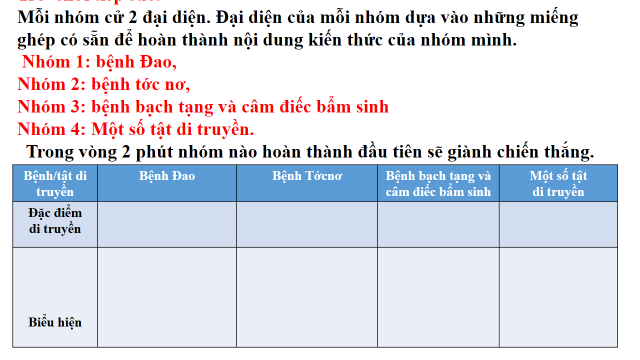 Mỗi nhóm cử 2 đại diện. Đại diện của mỗi nhóm dựa vào những miếng
ghép có sẵn để hoàn thành nội dung kiến thức của nhóm mình.
Nhóm 1: bệnh Đao,
Nhóm 2: bệnh tớc nơ,
Nhóm 3: bệnh bạch tạng và câm điếc bẩm sinh
Nhóm 4: Một số tật di truyền.
Trong vòng 2 phút nhóm nào hoàn thành đầu tiên sẽ giành chiến thắng.
Bệnh/tật di truyền
Bệnh Đao
Bệnh Tớcnơ
Bệnh bạch tạng và
câm điếc bẩm sinh
Một số tật
di truyền
Đặc điểm
di truyền
Biểu hiện